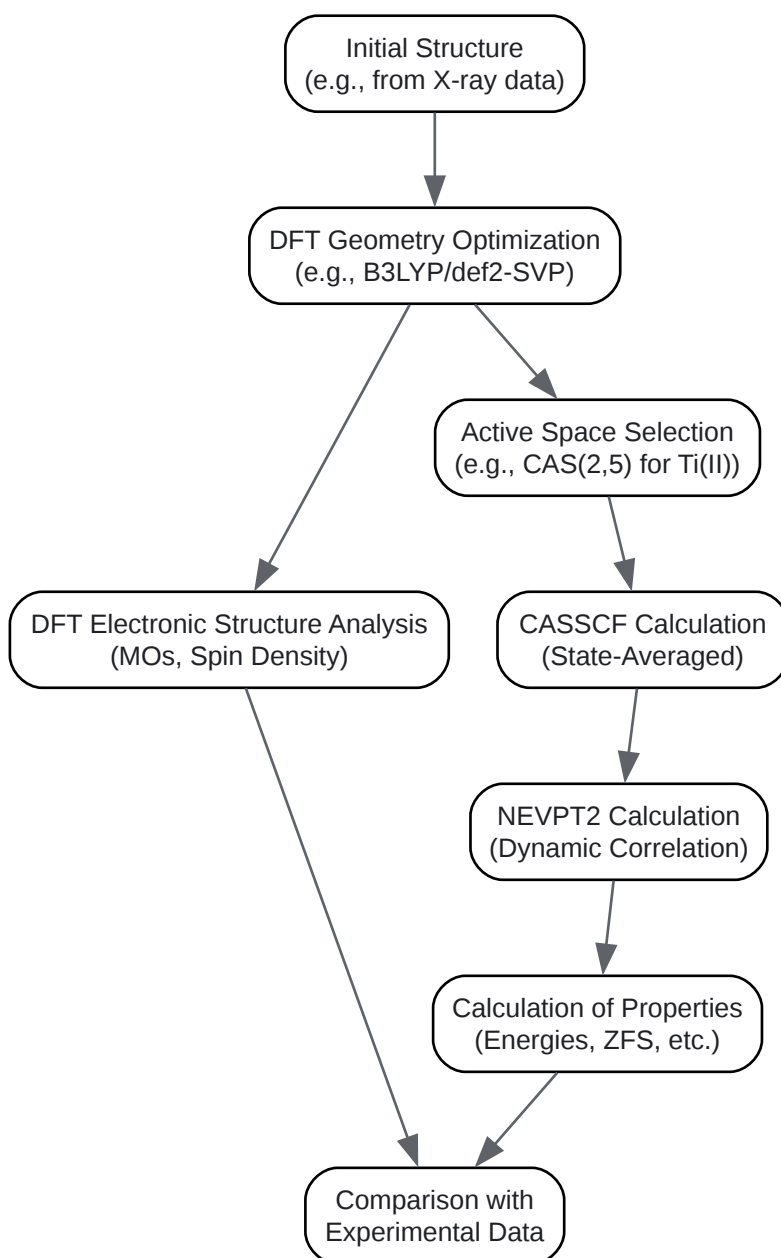 Initial Structure
(e.g., from X-ray data)
DFT Geometry Optimization
(e.g., B3LYP/def2-SVP)
Active Space Selection
(e.g., CAS(2,5) for Ti(II))
DFT Electronic Structure Analysis
(MOs, Spin Density)
CASSCF Calculation
(State-Averaged)
NEVPT2 Calculation
(Dynamic Correlation)
Calculation of Properties
(Energies, ZFS, etc.)
Comparison with
Experimental Data